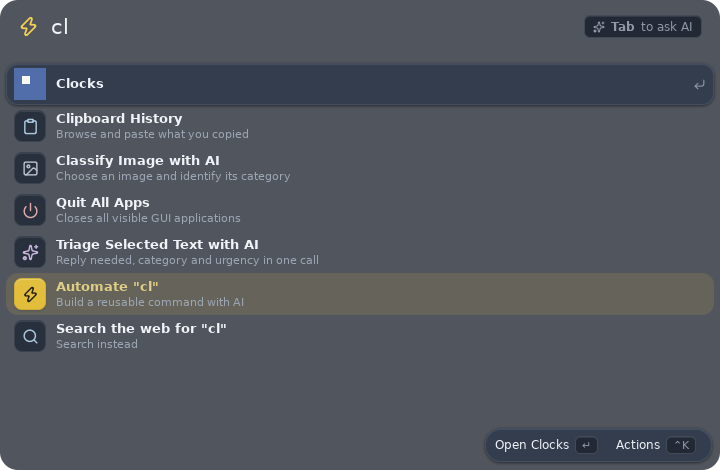 cl
Tab to ask AI
Clocks
Clipboard History
Browse and paste what you copied
Classify Image with AI
Choose an image and identify its category
Quit All Apps
Closes all visible GUI applications
Triage Selected Text with AI
Reply needed, category and urgency in one call
Automate "cl"
Build a reusable command with AI
Search the web for "cl"
Search instead
Open Clocks ↵ Actions ^K